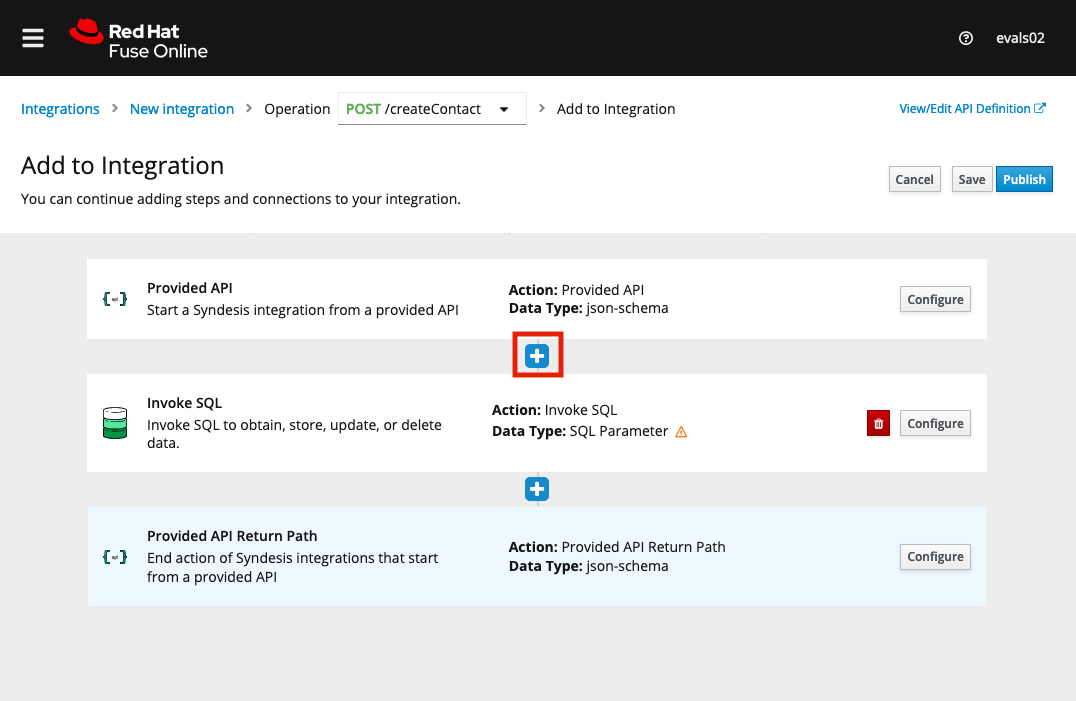 Red Hat
Fuse Online
evals02
Integrations > New integration > Operation POST /createContact > Add to Integration
View/Edit API Definition
Add to Integration
You can continue adding steps and connections to your integration.
Cancel Save Publish
Provided API
Start a Syndesis integration from a provided API
Action: Provided API
Data Type: json-schema
Configure
Invoke SQL
Invoke SQL to obtain, store, update, or delete
data.
Action: Invoke SQL
Data Type: SQL Parameter
Configure
Provided API Return Path
End action of Syndesis integrations that start
from a provided API
Action: Provided API Return Path
Data Type: json-schema
Configure